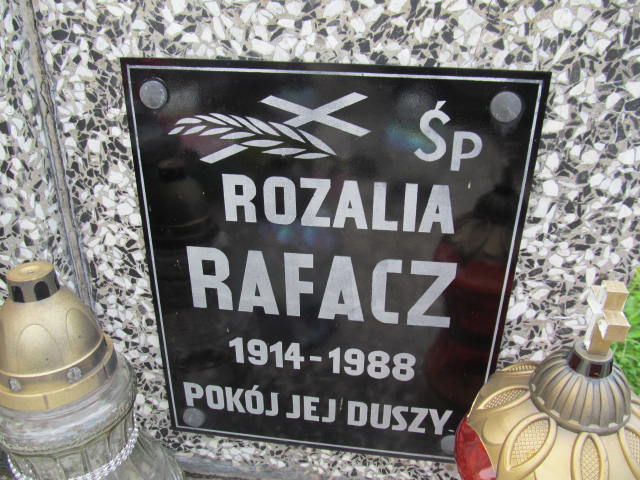 ŚP
ROZALIA
RAFACZ
1914-1988
POKÓJ JEJ DUSZY.